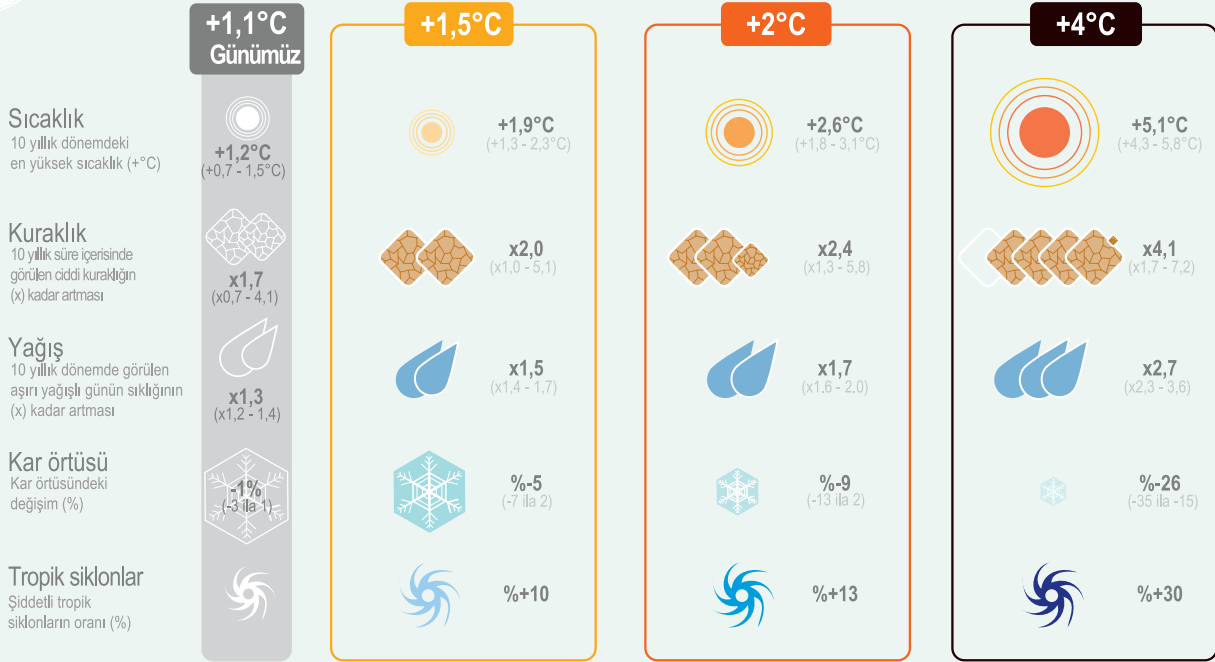 +1,1°C
Günümüz
+1,5°C
+2°C
+4°C
Sıcaklık
10 yıllık dönemdeki
en yüksek sıcaklık (+°C)
+1,2°C
(+0,7 - 1,5°C)
+1,9°C
(+1,3 - 2,3°C)
+2,6°C
(+1,8 - 3,1°C)
+5,1°C
(+4,3 - 5,8°C)
Kuraklık
10 yıllık süre içerisinde
görülen ciddi kuraklığın
(x) kadar artması
x1,7
(x0,7 - 4,1)
x2,0
(x1,0 - 5,1)
x2,4
(x1,3 - 5,8)
x4,1
(x1,7 - 7,2)
Yağış
10 yıllık dönemde görülen
aşırı yağışlı günün sıklığının
(x) kadar artması
x1,3
(x1,2 - 1,4)
x1,5
(x1,4 - 1,7)
x1,7
(x1.6 - 2.0)
x2,7
(x2,3 - 3,6)
Kar örtüsü
Kar örtüsündeki
değişim (%)
-1%
(-3 ila 1)
%-5
(-7 ila 2)
%-9
(-13 ila 2)
%-26
(-35 ila -15)
Tropik siklonlar
Şiddetli tropik
siklonların oranı (%)
%+10
%+13
%+30